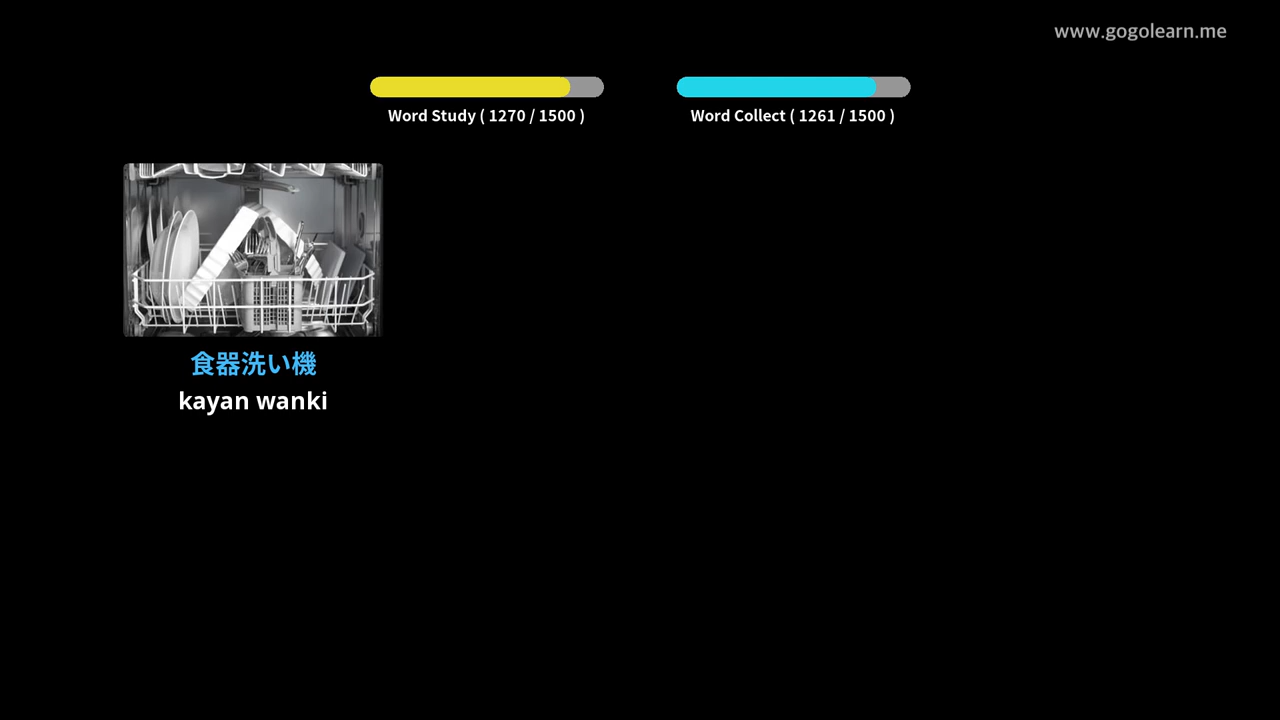 www.gogolearn.me
Word Study ( 1270 / 1500 )
Word Collect ( 1261 / 1500 )
食器洗い機
kayan wanki